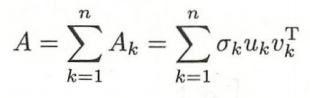 $A = \sum_{k=1}^{n} A_k = \sum_{k=1}^{n} \sigma_k u_k v_k^{\mathrm{T}}$